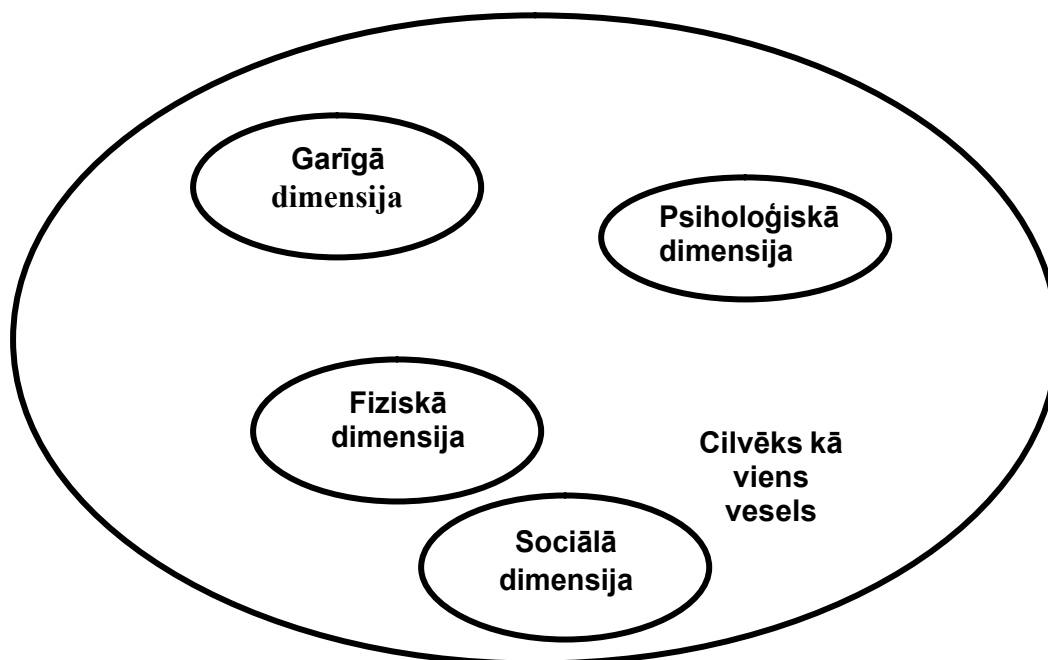 Garīgā
dimensija
Psiholoģiskā
dimensija
Fiziskā
dimensija
Cilvēks kā
viens
vesels
Sociālā
dimensija